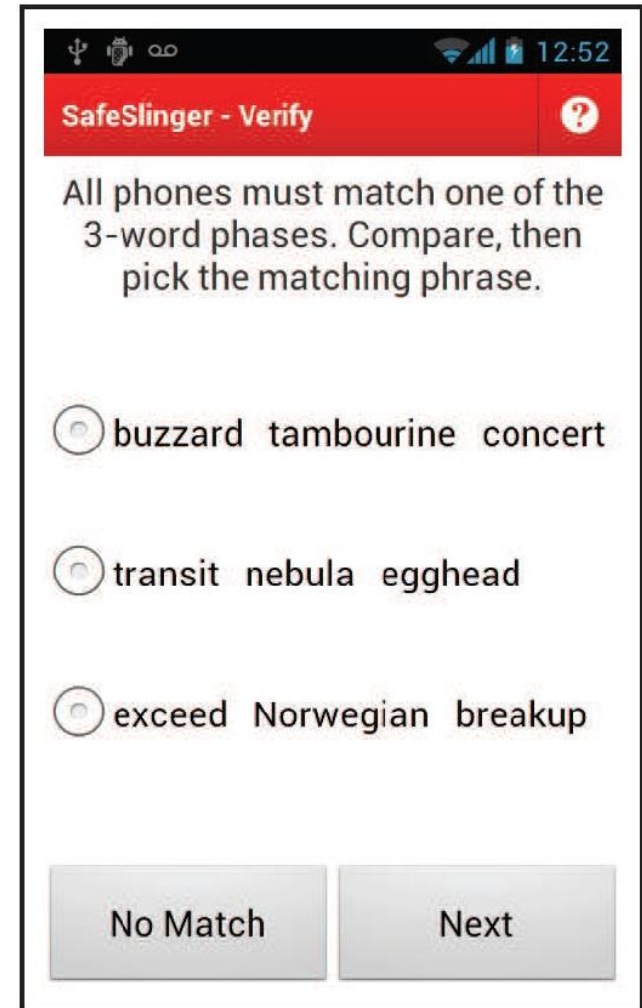 12:52
SafeSlinger - Verify
?
All phones must match one of the
3-word phases. Compare, then
pick the matching phrase.
buzzard tambourine concert
transit nebula egghead
exceed Norwegian breakup
No Match
Next